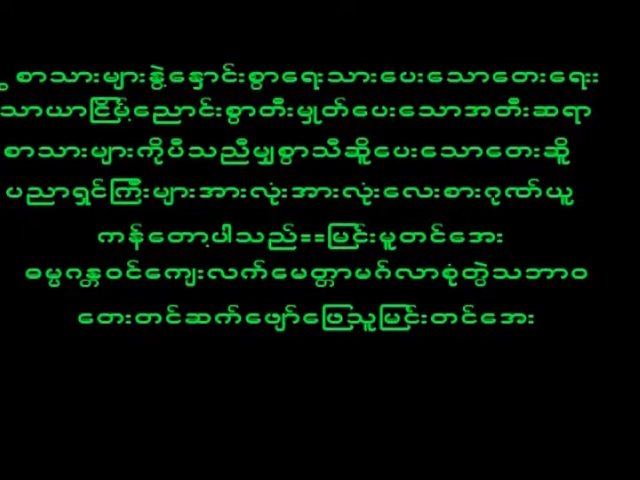 စာသားများနွဲ့နှောင်းစွာရေးသားပေးသောတေးရေး
သာယာငြိမ့်ညောင်းစွာတီးမှုတ်ပေးသောအတီးဆရာ
စာသားများကိုပီသညီမျှစွာသီဆိူပေးသောတေးဆိူ
ပညာရှင်ကြီးများအားလုံးအားလုံးလေးစားဂုဏ်ယူ
ကန်တော့ပါသည်==မြင်းမူတင်အေး
ဓမ္မဂန္တဝင်ကျေးလက်မေတ္တာမဂ်လာစုံတွဲသဘာဝ
တေးတင်ဆက်ဖျော်ဖြေသူမြင်းတင်အေး